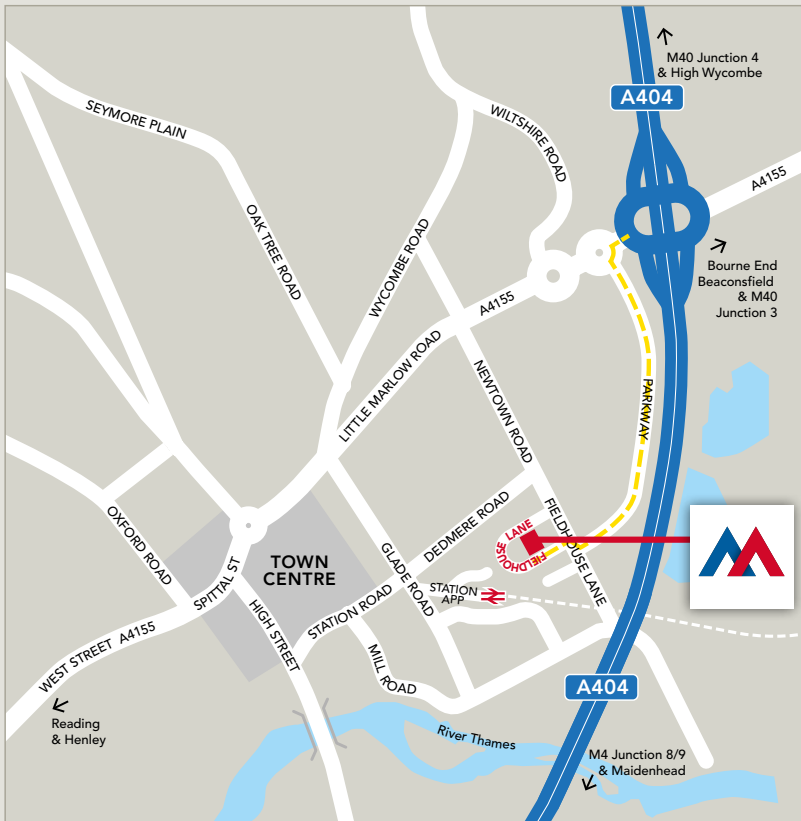 M40 Junction 4
& High Wycombe
A404
SEYMORE PLAIN
WILTSHIRE ROAD
A4155
OAK TREE ROAD
WYCOMBE ROAD
Bourne End
Beaconsfield
& M40
Junction 3
A4155
LITTLE MARLOW ROAD
NEWTOWN ROAD
PARKWAY
OXFORD ROAD
DEDMERE ROAD
FIELDHOUSE LANE
LANE
FIELDHOUSE
FIELDHOUSE
TOWN
CENTRE
SPITTAL ST
GLADE ROAD
STATION
APP
HIGH STREET
STATION ROAD
WEST STREET A4155
MILL ROAD
A404
Reading
& Henley
River Thames
M4 Junction 8/9
& Maidenhead